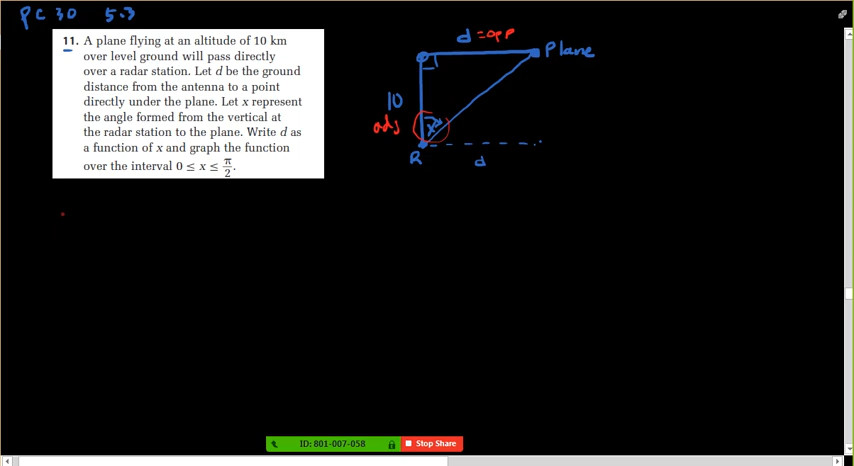 PC 30 5.3
11. A plane flying at an altitude of 10 km
over level ground will pass directly
over a radar station. Let d be the ground
distance from the antenna to a point
directly under the plane. Let x represent
the angle formed from the vertical at
the radar station to the plane. Write d as
a function of x and graph the function
over the interval 0 ≤ x ≤ π/2.
d = opp
Plane
10
adj
x
R
d
ID: 801-007-058 Stop Share